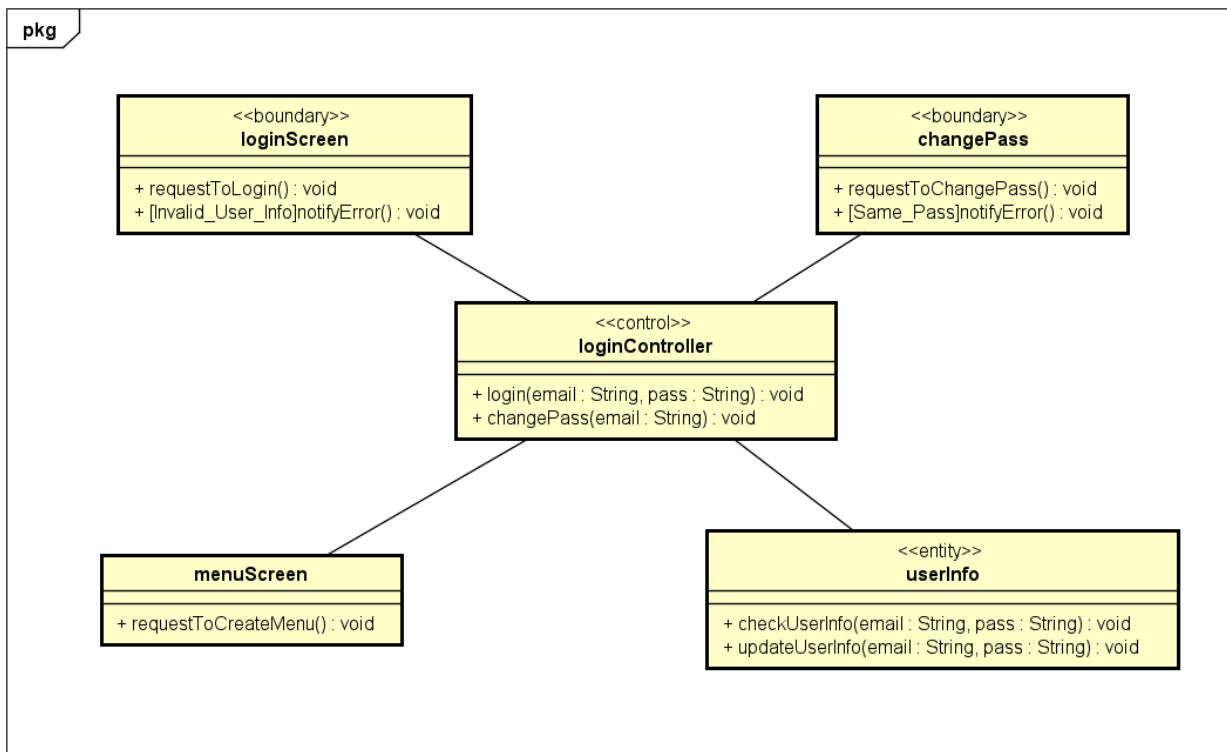 pkg
<<boundary>>
loginScreen
+ requestToLogin() : void
+ [Invalid_User_Info]notifyError() : void
<<boundary>>
changePass
+ requestToChangePass() : void
+ [Same_Pass]notifyError() : void
<<control>>
loginController
+ login(email : String, pass : String) : void
+ changePass(email : String) : void
menuScreen
+ requestToCreateMenu() : void
<<entity>>
userInfo
+ checkUserInfo(email : String, pass : String) : void
+ updateUserInfo(email : String, pass : String) : void